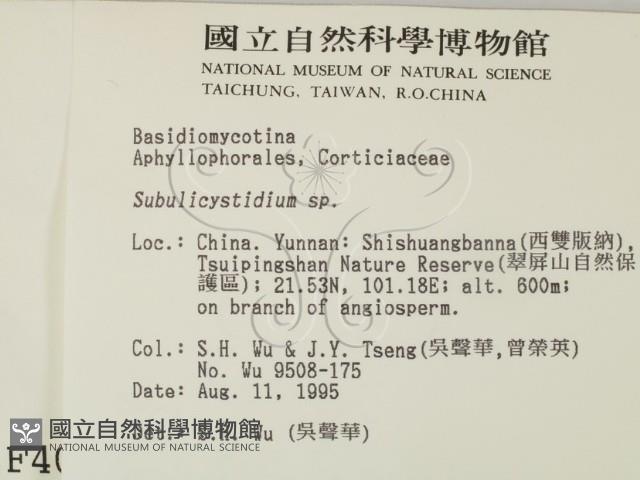 國立自然科學博物館
NATIONAL MUSEUM OF NATURAL SCIENCE
TAICHUNG, TAIWAN, R.O.CHINA
Basidiomycotina
Aphyllophorales, Corticiaceae
Subulicystidium sp.
Loc.: China. Yunnan: Shishuangbanna(西雙版納),
Tsuipingshan Nature Reserve(翠屏山自然保
護區); 21.53N, 101.18E; alt. 600m;
on branch of angiosperm.
Col.: S.H. Wu & J.Y. Tseng(吳聲華,曾榮英)
No. Wu 9508-175
Date: Aug. 11, 1995
Wu (吳聲華)
國立自然科學博物館
NATIONAL MUSEUM OF NATURAL SCIENCE